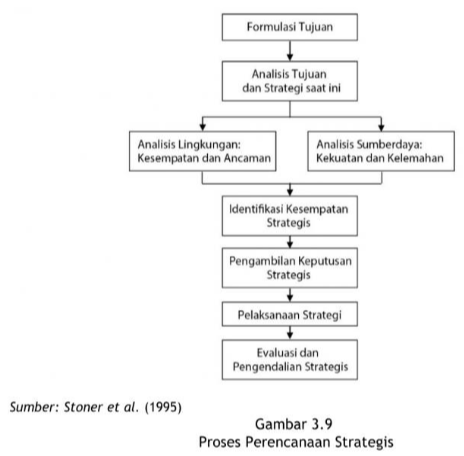 Formulasi Tujuan
Analisis Tujuan
dan Strategi saat ini
Analisis Lingkungan:
Kesempatan dan Ancaman
Analisis Sumberdaya:
Kekuatan dan Kelemahan
Identifikasi Kesempatan
Strategis
Pengambilan Keputusan
Strategis
Pelaksanaan Strategi
Evaluasi dan
Pengendalian Strategis
Sumber: Stoner et al. (1995)
Gambar 3.9
Proses Perencanaan Strategis